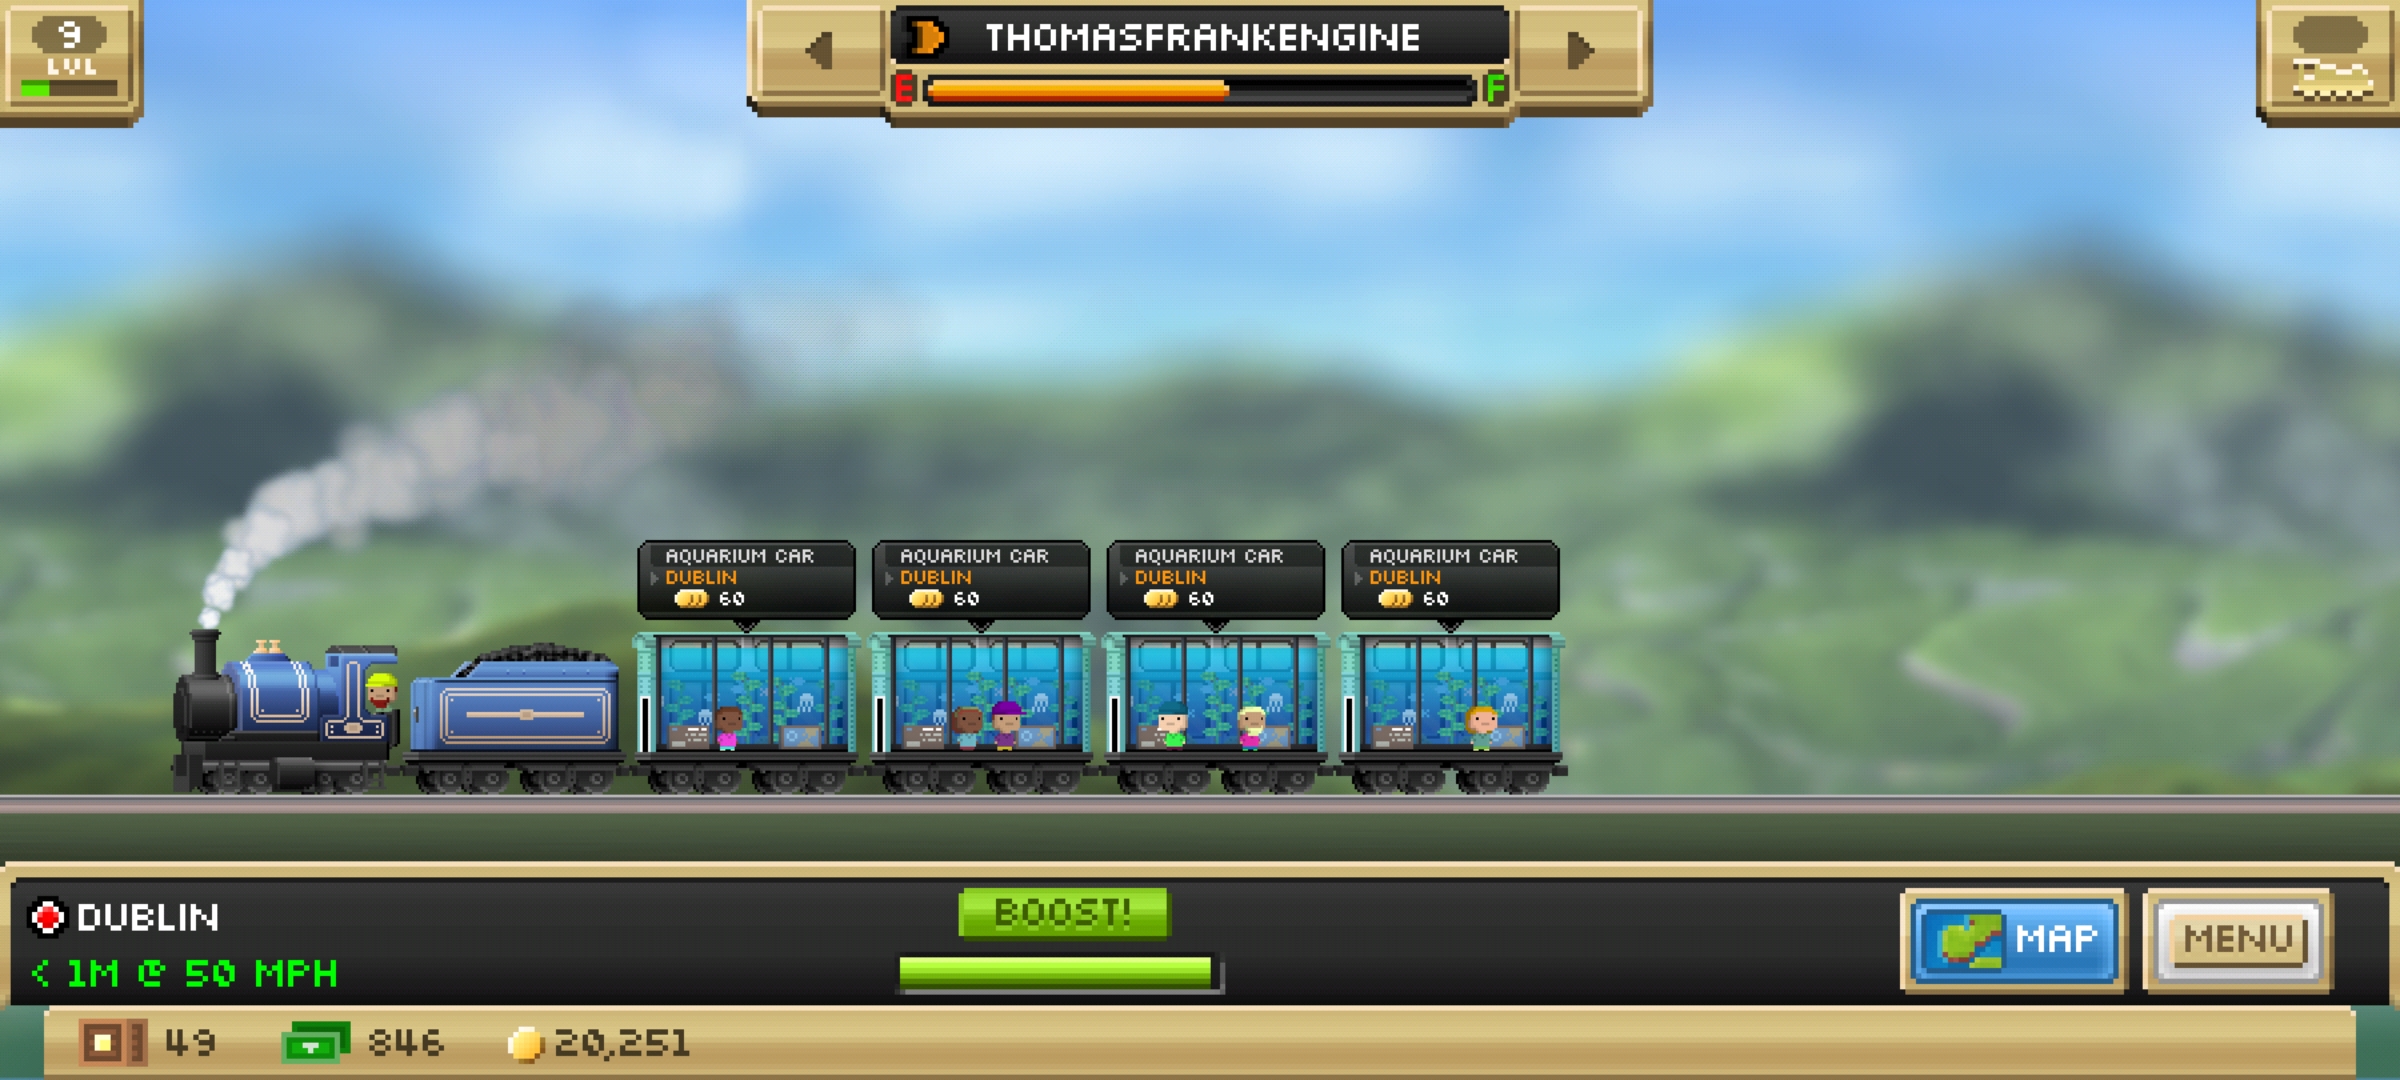 9
LVL
THOMASFRANKENGINE
E F
AQUARIUM CAR
DUBLIN
60
AQUARIUM CAR
DUBLIN
60
AQUARIUM CAR
DUBLIN
60
AQUARIUM CAR
DUBLIN
60
DUBLIN
< 1M @ 50 MPH
BOOST!
MAP
MENU
49 846 20,251